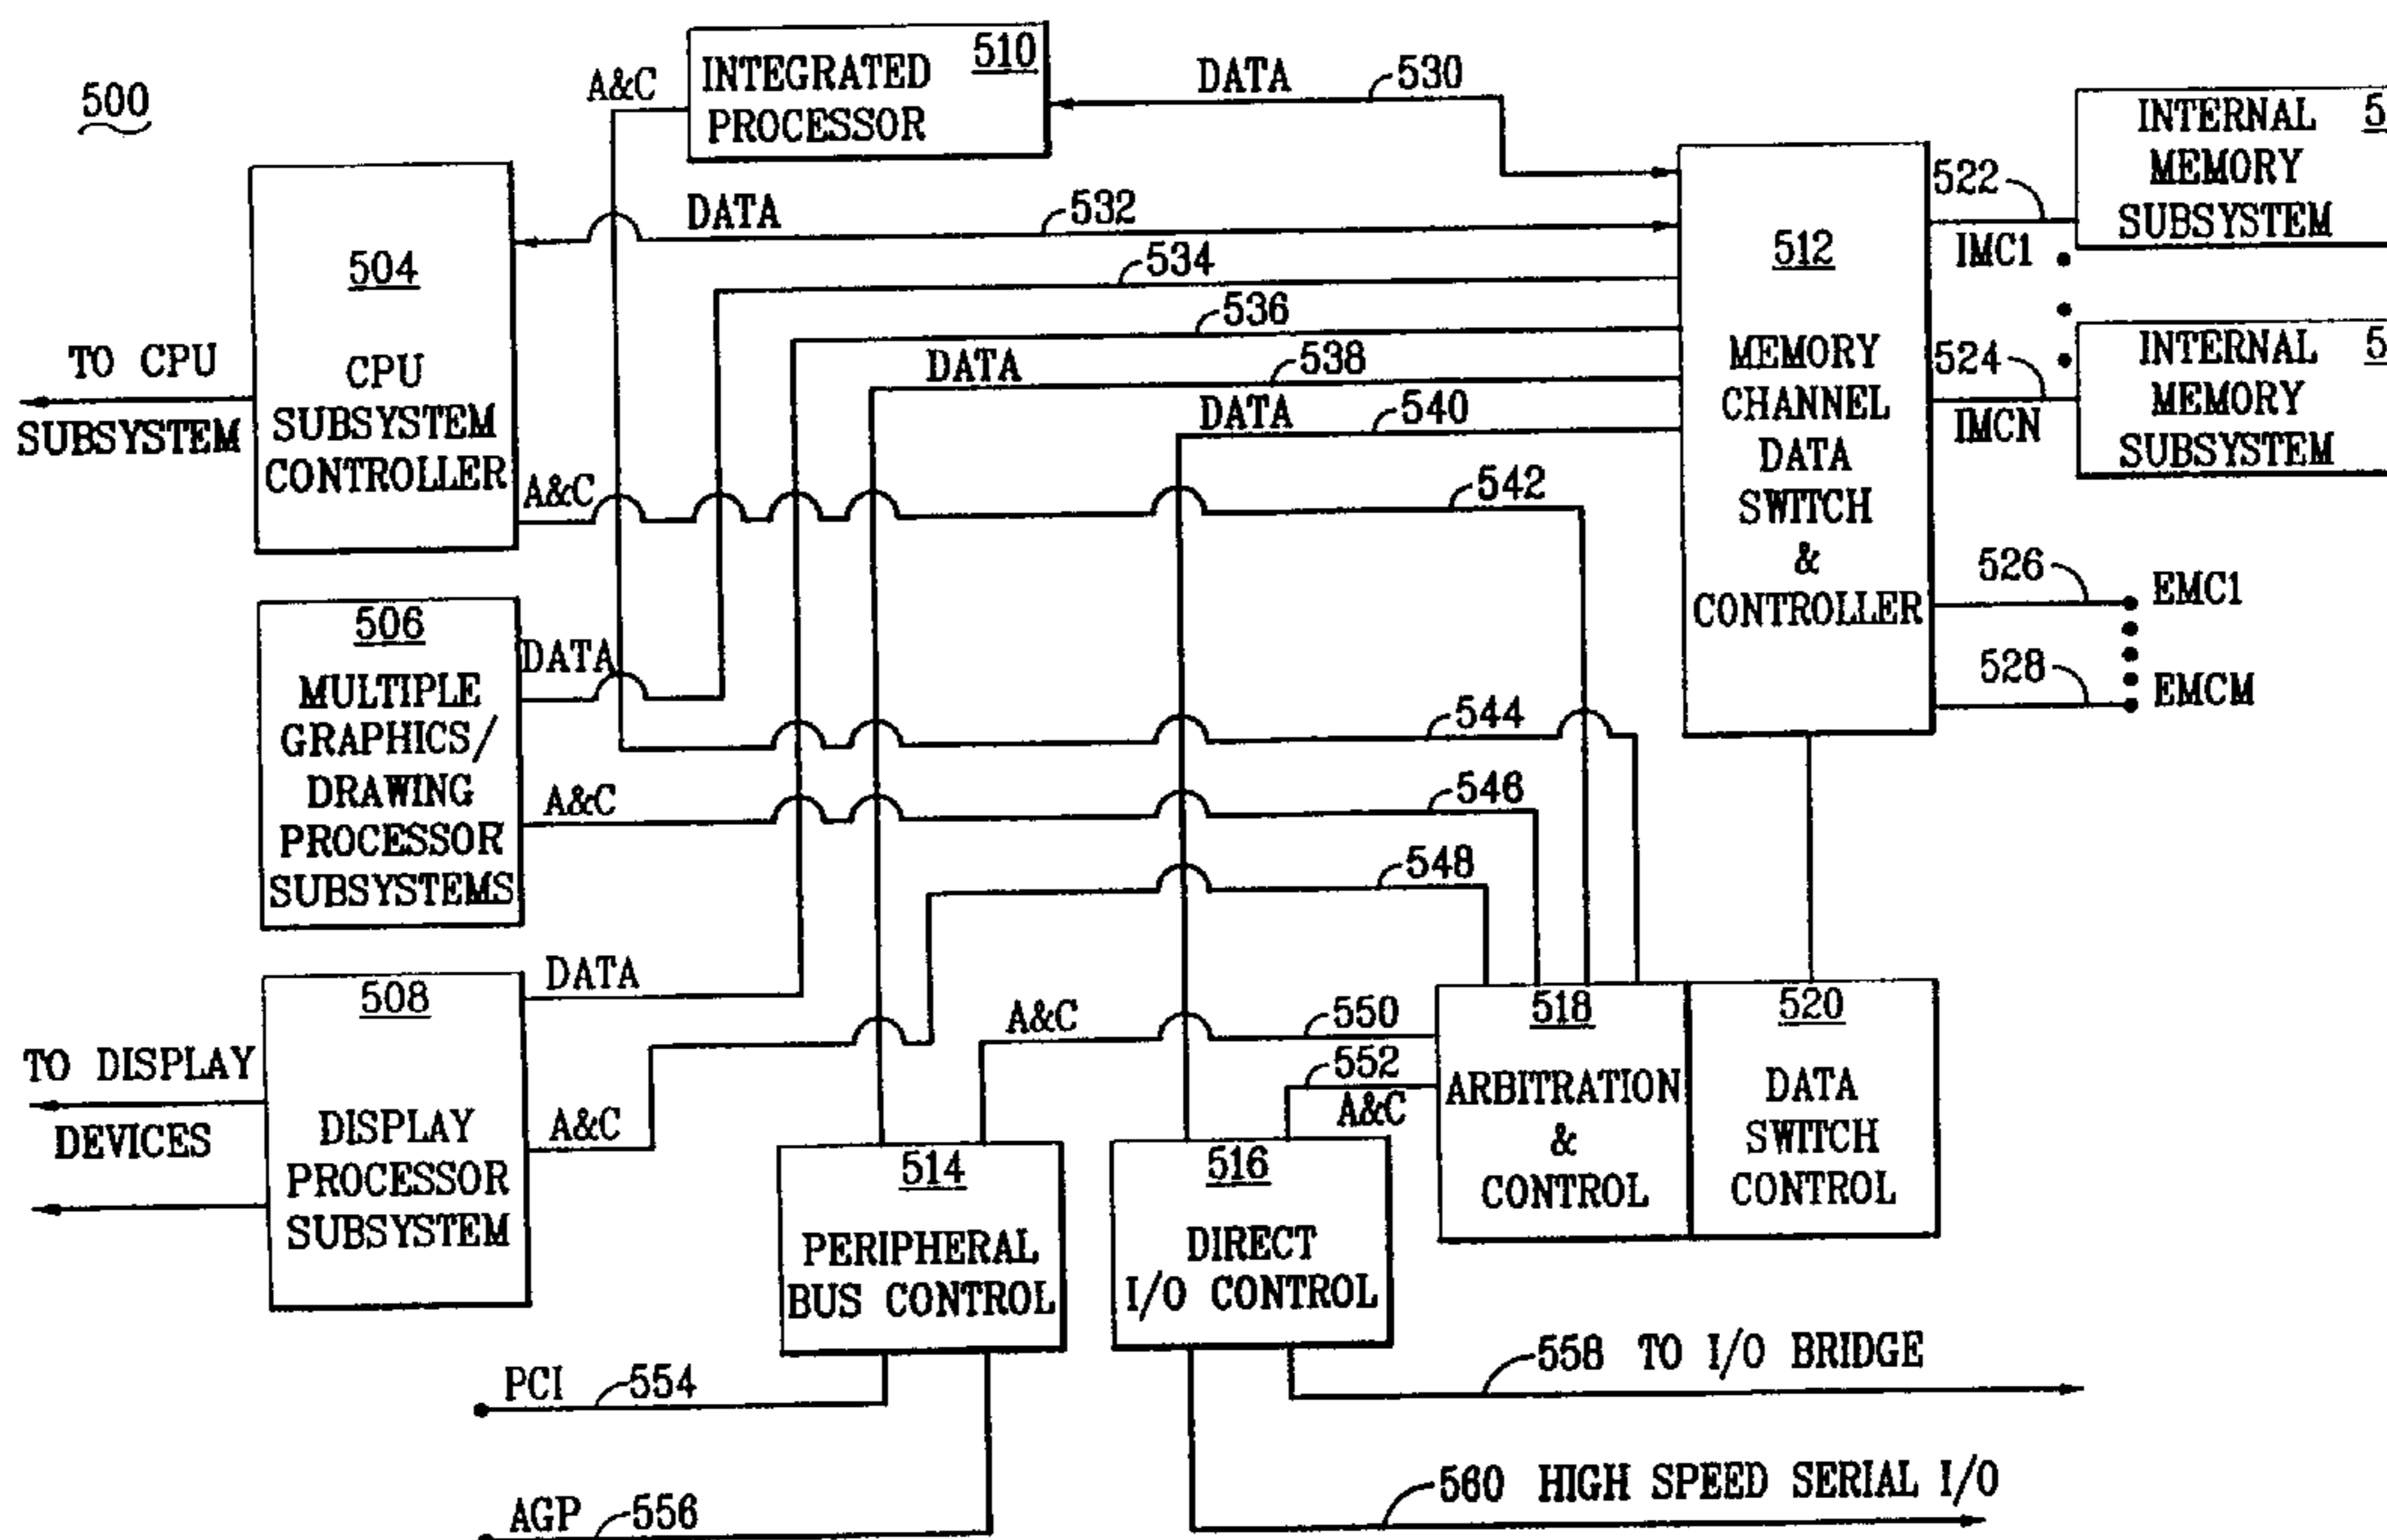 500
INTEGRATED
PROCESSOR
510
A&C
DATA
530
504
CPU
SUBSYSTEM
CONTROLLER
TO CPU
SUBSYSTEM
DATA
532
534
536
DATA
538
DATA
540
A&C
542
512
MEMORY
CHANNEL
DATA
SWITCH
&
CONTROLLER
522
IMC1
INTERNAL
MEMORY
SUBSYSTEM
524
IMCN
INTERNAL
MEMORY
SUBSYSTEM
526
EMC1
528
EMCM
506
MULTIPLE
GRAPHICS/
DRAWING
PROCESSOR
SUBSYSTEMS
DATA
544
A&C
546
548
508
DISPLAY
PROCESSOR
SUBSYSTEM
DATA
A&C
TO DISPLAY
DEVICES
A&C
550
552
A&C
514
PERIPHERAL
BUS CONTROL
516
DIRECT
I/O CONTROL
518
ARBITRATION
&
CONTROL
520
DATA
SWITCH
CONTROL
PCI
554
AGP
556
558 TO I/O BRIDGE
560 HIGH SPEED SERIAL I/O